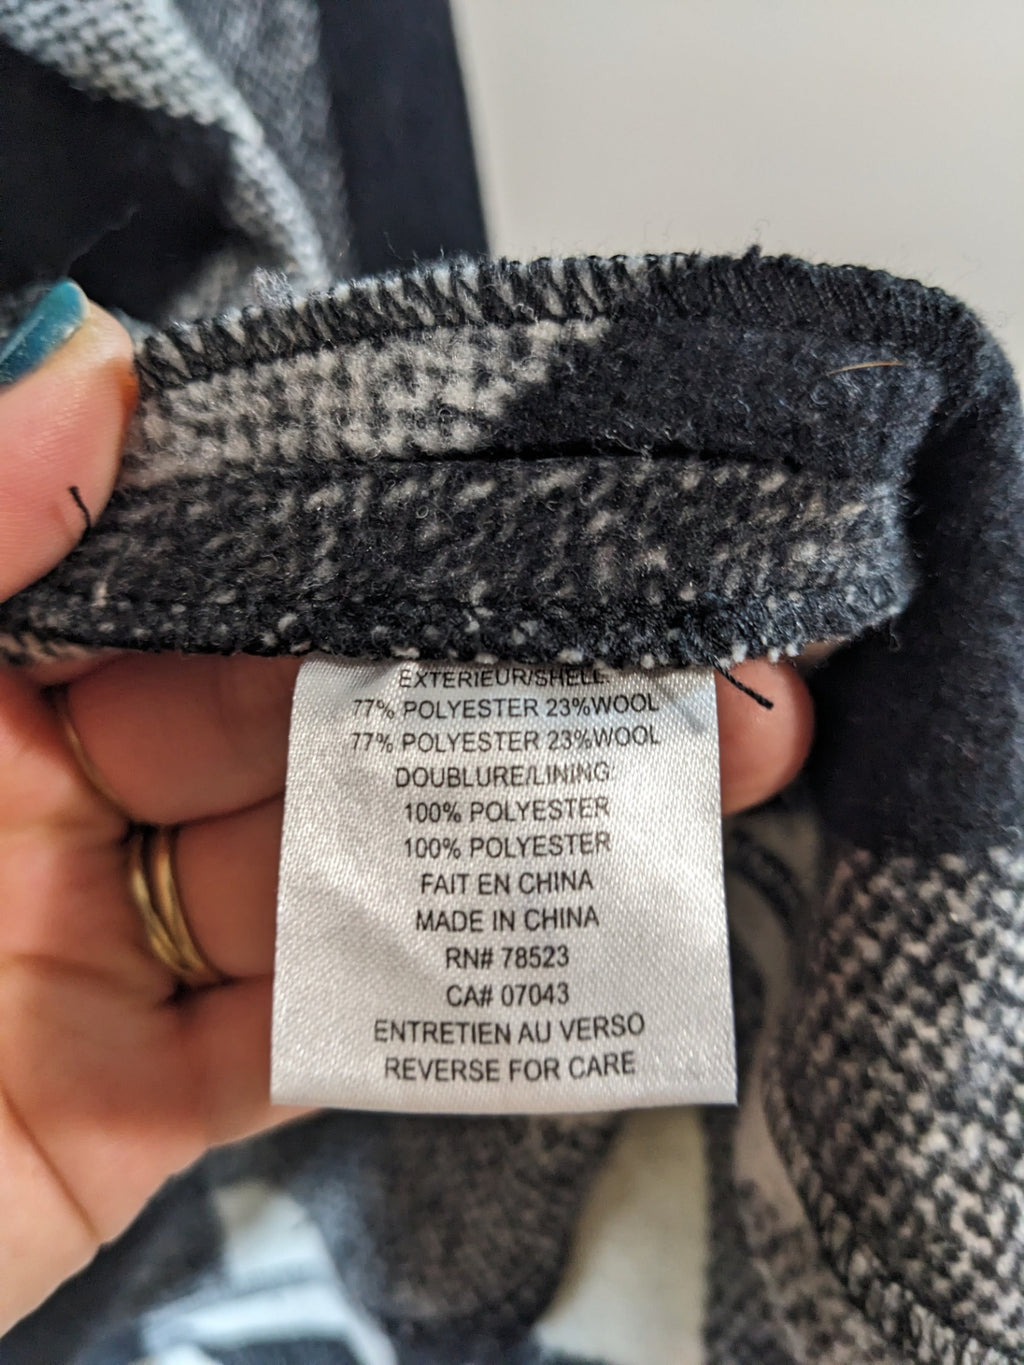 EXTERIEUR/SHELL:
77% POLYESTER 23%WOOL
77% POLYESTER 23%WOOL
DOUBLURE/LINING:
100% POLYESTER
100% POLYESTER
FAIT EN CHINA
MADE IN CHINA
RN# 78523
CA# 07043
ENTRETIEN AU VERSO
REVERSE FOR CARE